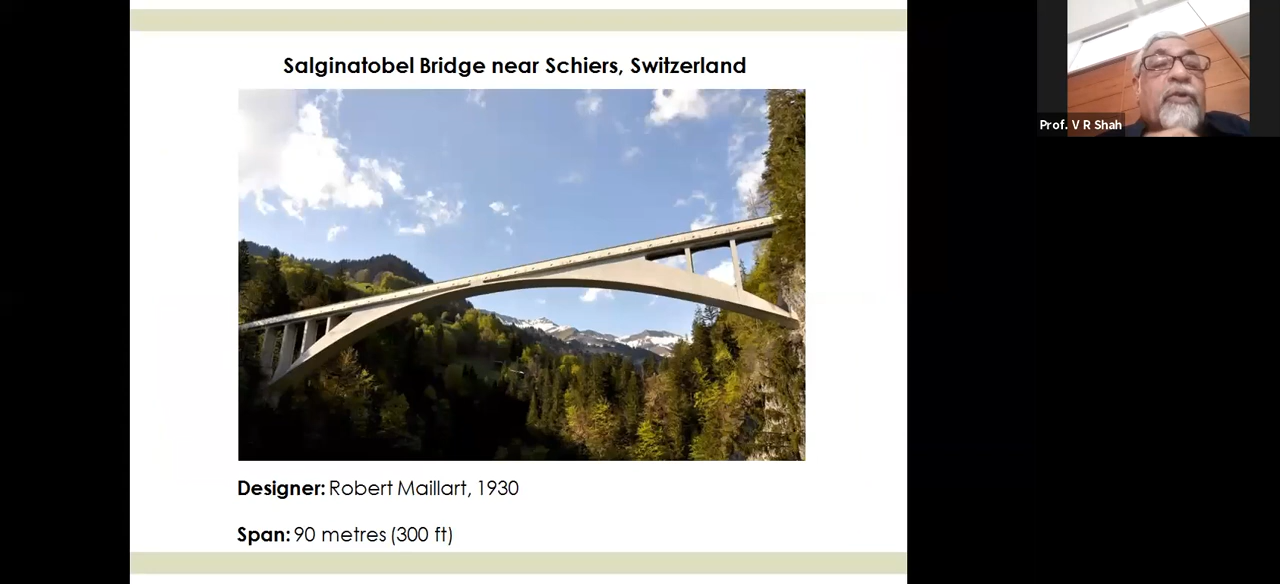 Salginatobel Bridge near Schiers, Switzerland
Prof. V R Shah
Designer: Robert Maillart, 1930
Span: 90 metres (300 ft)